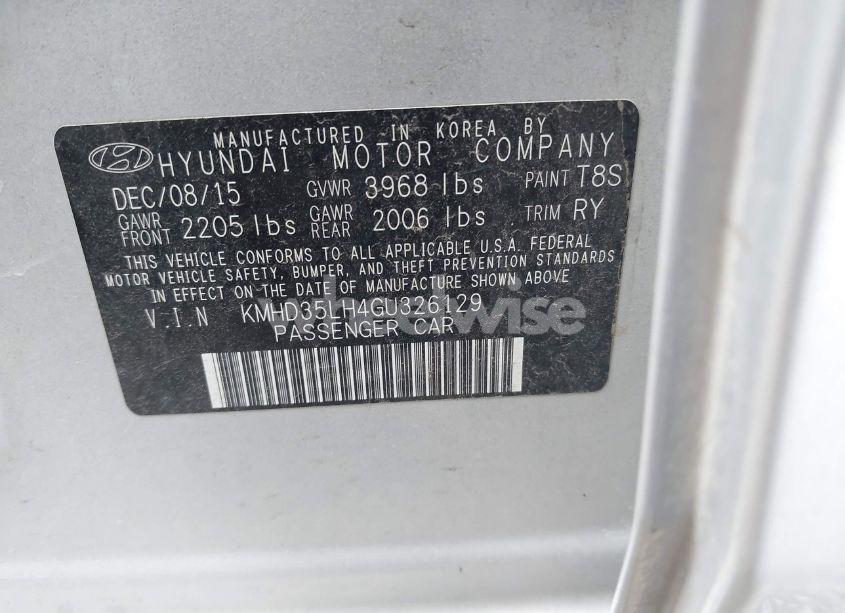 MANUFACTURED IN KOREA BY
HYUNDAI MOTOR COMPANY
DEC/08/15 GVWR 3968 lbs PAINT T8S
GAWR FRONT 2205 lbs GAWR REAR 2006 lbs TRIM RY
THIS VEHICLE CONFORMS TO ALL APPLICABLE U.S.A. FEDERAL
MOTOR VEHICLE SAFETY, BUMPER, AND THEFT PREVENTION STANDARDS
IN EFFECT ON THE DATE OF MANUFACTURE SHOWN ABOVE
V.I.N KMHD35LH4GU326129
PASSENGER CAR
wheelwise